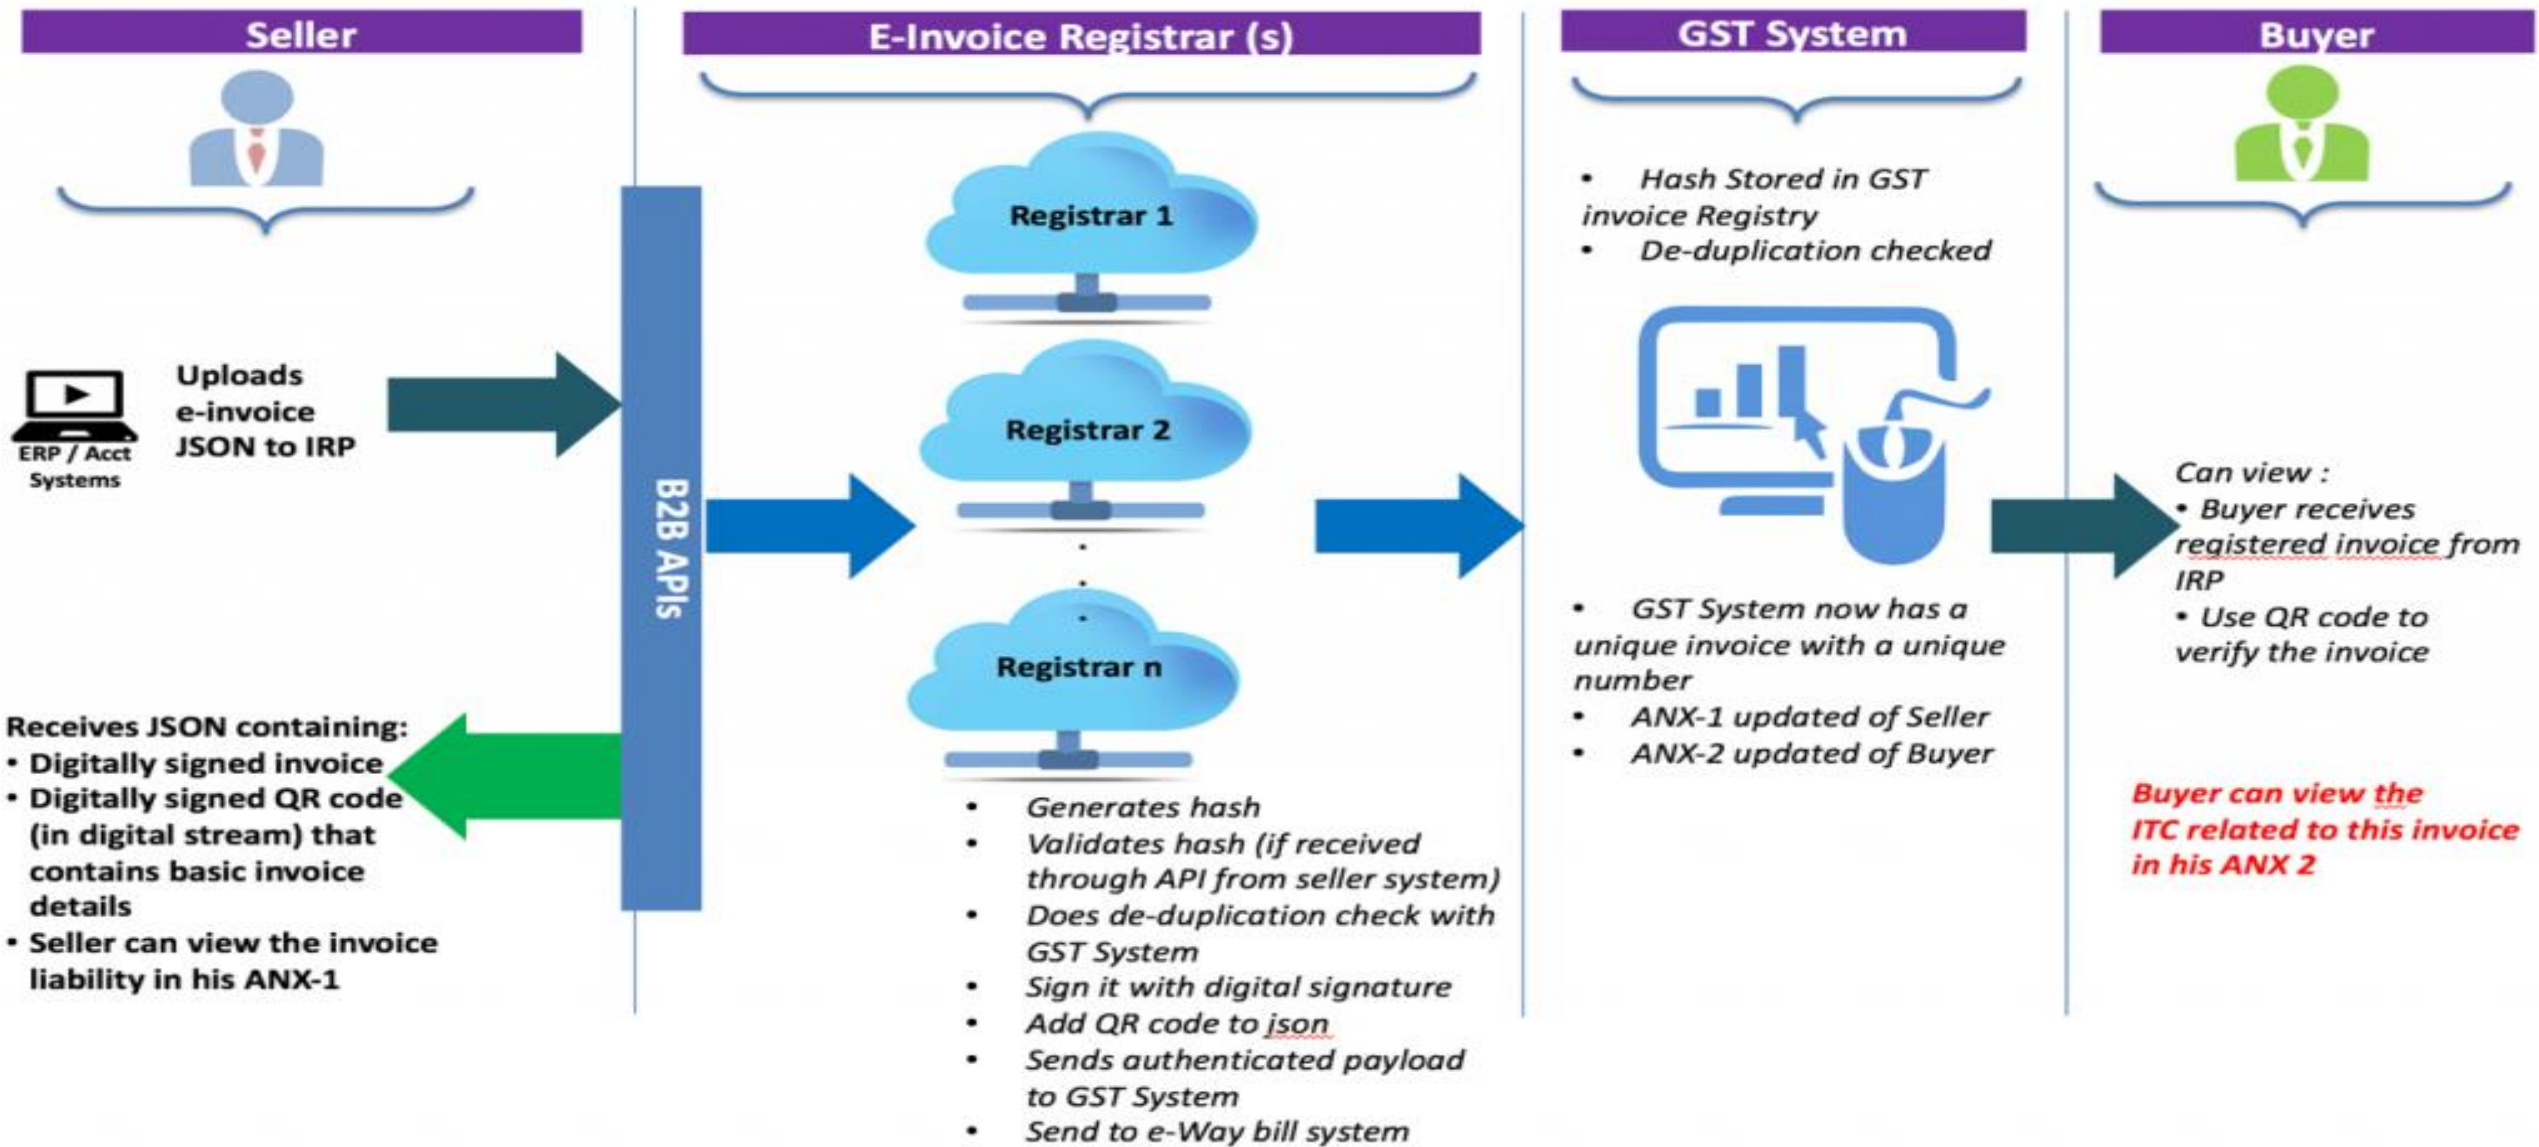 Seller
ERP / Acct
Systems
Uploads
e-invoice
JSON to IRP
Receives JSON containing:
• Digitally signed invoice
• Digitally signed QR code
(in digital stream) that
contains basic invoice
details
• Seller can view the invoice
liability in his ANX-1
B2B APIs
E-Invoice Registrar (s)
Registrar 1
Registrar 2
Registrar n
• Generates hash
• Validates hash (if received
through API from seller system)
• Does de-duplication check with
GST System
• Sign it with digital signature
• Add QR code to json
• Sends authenticated payload
to GST System
• Send to e-Way bill system
GST System
• Hash Stored in GST
invoice Registry
• De-duplication checked
• GST System now has a
unique invoice with a unique
number
• ANX-1 updated of Seller
• ANX-2 updated of Buyer
Buyer
Can view :
• Buyer receives
registered invoice from
IRP
• Use QR code to
verify the invoice
Buyer can view the
ITC related to this invoice
in his ANX 2